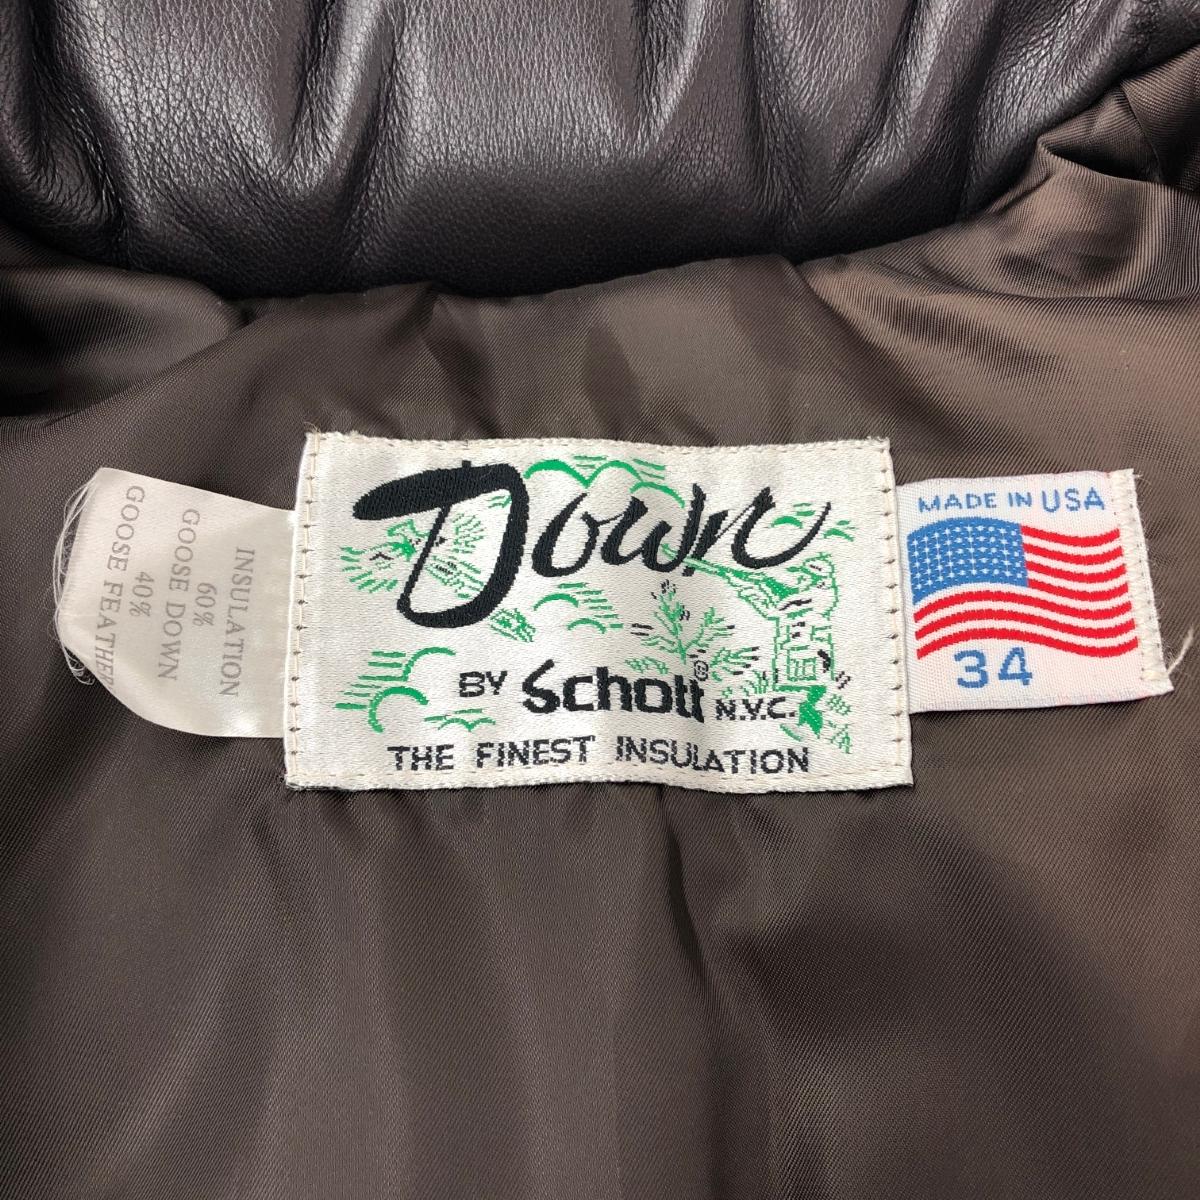 INSULATION
60%
GOOSE DOWN
40%
GOOSE FEATHER
Down
BY Schott® N.Y.C.
THE FINEST INSULATION
MADE IN USA
34